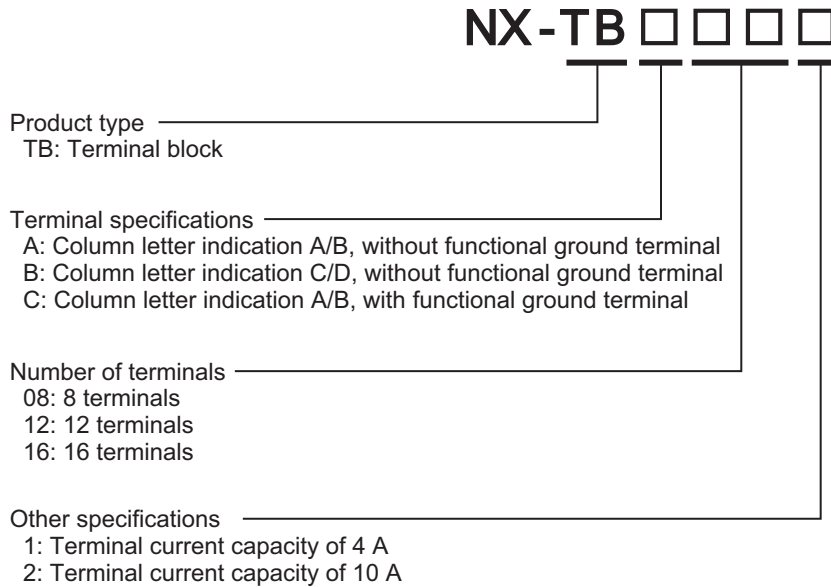 NX-TB□□□□
Product type
TB: Terminal block
Terminal specifications
A: Column letter indication A/B, without functional ground terminal
B: Column letter indication C/D, without functional ground terminal
C: Column letter indication A/B, with functional ground terminal
Number of terminals
08: 8 terminals
12: 12 terminals
16: 16 terminals
Other specifications
1: Terminal current capacity of 4 A
2: Terminal current capacity of 10 A